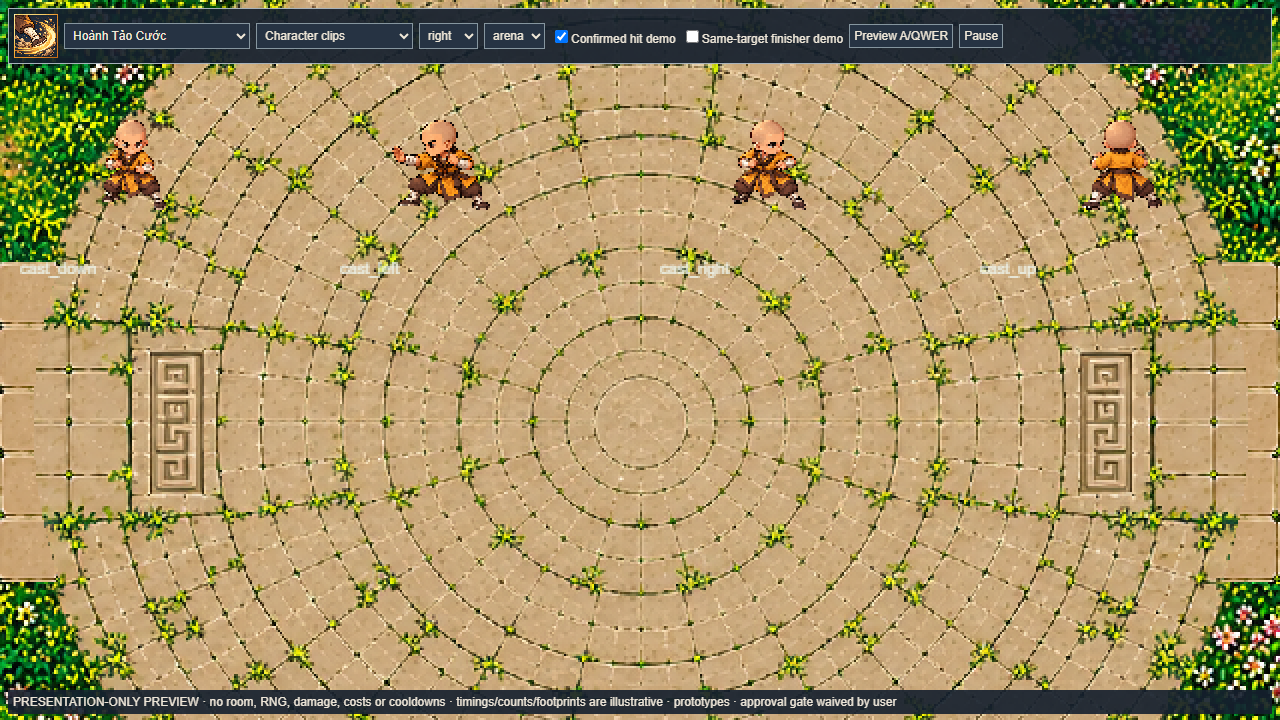 Hoành Tảo Cước Character clips right arena Confirmed hit demo Same-target finisher demo Preview A/QWER Pause
cast_down cast_left cast_right cast_up
PRESENTATION-ONLY PREVIEW · no room, RNG, damage, costs or cooldowns · timings/counts/footprints are illustrative · prototypes · approval gate waived by user